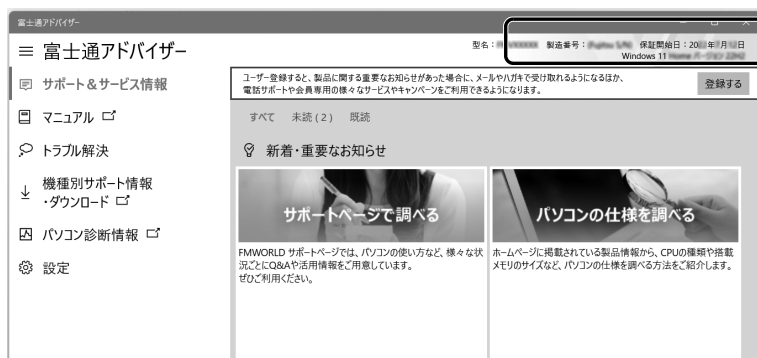 富士通アドバイザー
富士通アドバイザー
型名： 製造番号： 保証開始日：20 年 月 日
Windows 11
サポート＆サービス情報
マニュアル
トラブル解決
機種別サポート情報
・ダウンロード
パソコン診断情報
設定
ユーザー登録すると、製品に関する重要なお知らせがあった場合に、メールやハガキで受け取れるようになるほか、
電話サポートや会員専用の様々なサービスやキャンペーンをご利用できるようになります。
登録する
すべて 未読(2) 既読
新着・重要なお知らせ
サポートページで調べる
FMWORLD サポートページでは、パソコンの使い方など、様々な状
況ごとにQ&Aや活用情報をご用意しています。
ぜひご利用ください。
パソコンの仕様を調べる
ホームページに掲載されている製品情報から、CPUの種類や搭載
メモリのサイズなど、パソコンの仕様を調べる方法をご紹介します。